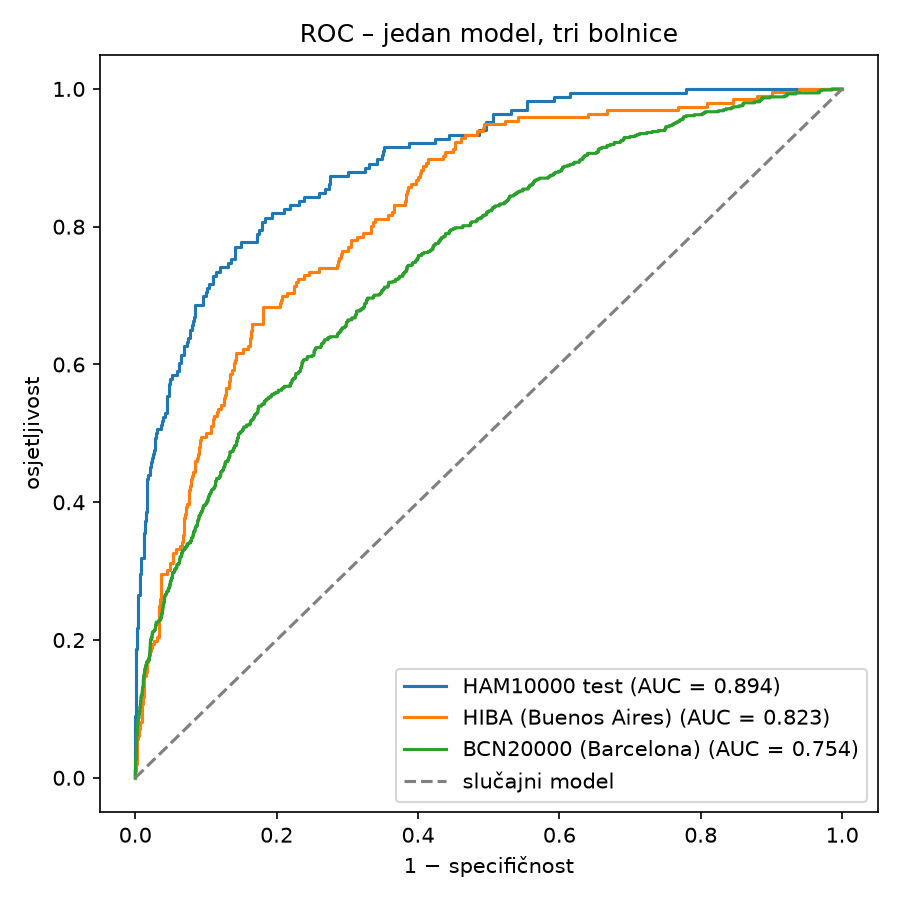 ROC – jedan model, tri bolnice
osjetljivost
1.0
0.8
0.6
0.4
0.2
0.0
HAM10000 test (AUC = 0.894)
HIBA (Buenos Aires) (AUC = 0.823)
BCN20000 (Barcelona) (AUC = 0.754)
slučajni model
0.0 0.2 0.4 0.6 0.8 1.0
1 − specifičnost